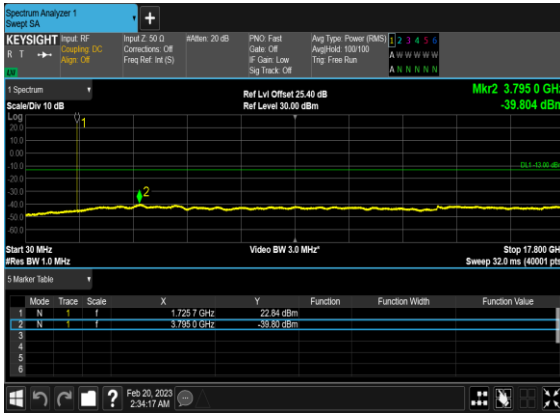 Spectrum Analyzer 1
Swept SA
+
KEYSIGHT Input: RF Input Z: 50 Ω #Atten: 20 dB PNO: Fast Avg Type: Power (RMS) 1 2 3 4 5 6
R T Coupling: DC Corrections: Off Gate: Off Avg|Hold: 100/100 A W W W W W
Align: Off Freq Ref: Int (S) IF Gain: Low Trig: Free Run
Sig Track: Off A N N N N N
1 Spectrum Ref Lvl Offset 25.40 dB Mkr2 3.795 0 GHz
Scale/Div 10 dB Ref Level 30.00 dBm -39.804 dBm
Log
20.0
10.0
0.00
-10.0
-20.0
-30.0
-40.0
-50.0
-60.0
1
DL1 -13.00 dBm
2
Start 30 MHz Video BW 3.0 MHz* Stop 17.800 GHz
#Res BW 1.0 MHz Sweep 32.0 ms (40001 pts)
5 Marker Table
Mode Trace Scale X Y Function Function Width Function Value
1 N 1 f 1.725 7 GHz 22.84 dBm
2 N 1 f 3.795 0 GHz -39.80 dBm
3
4
5
6
?
Feb 20, 2023
2:34:17 AM